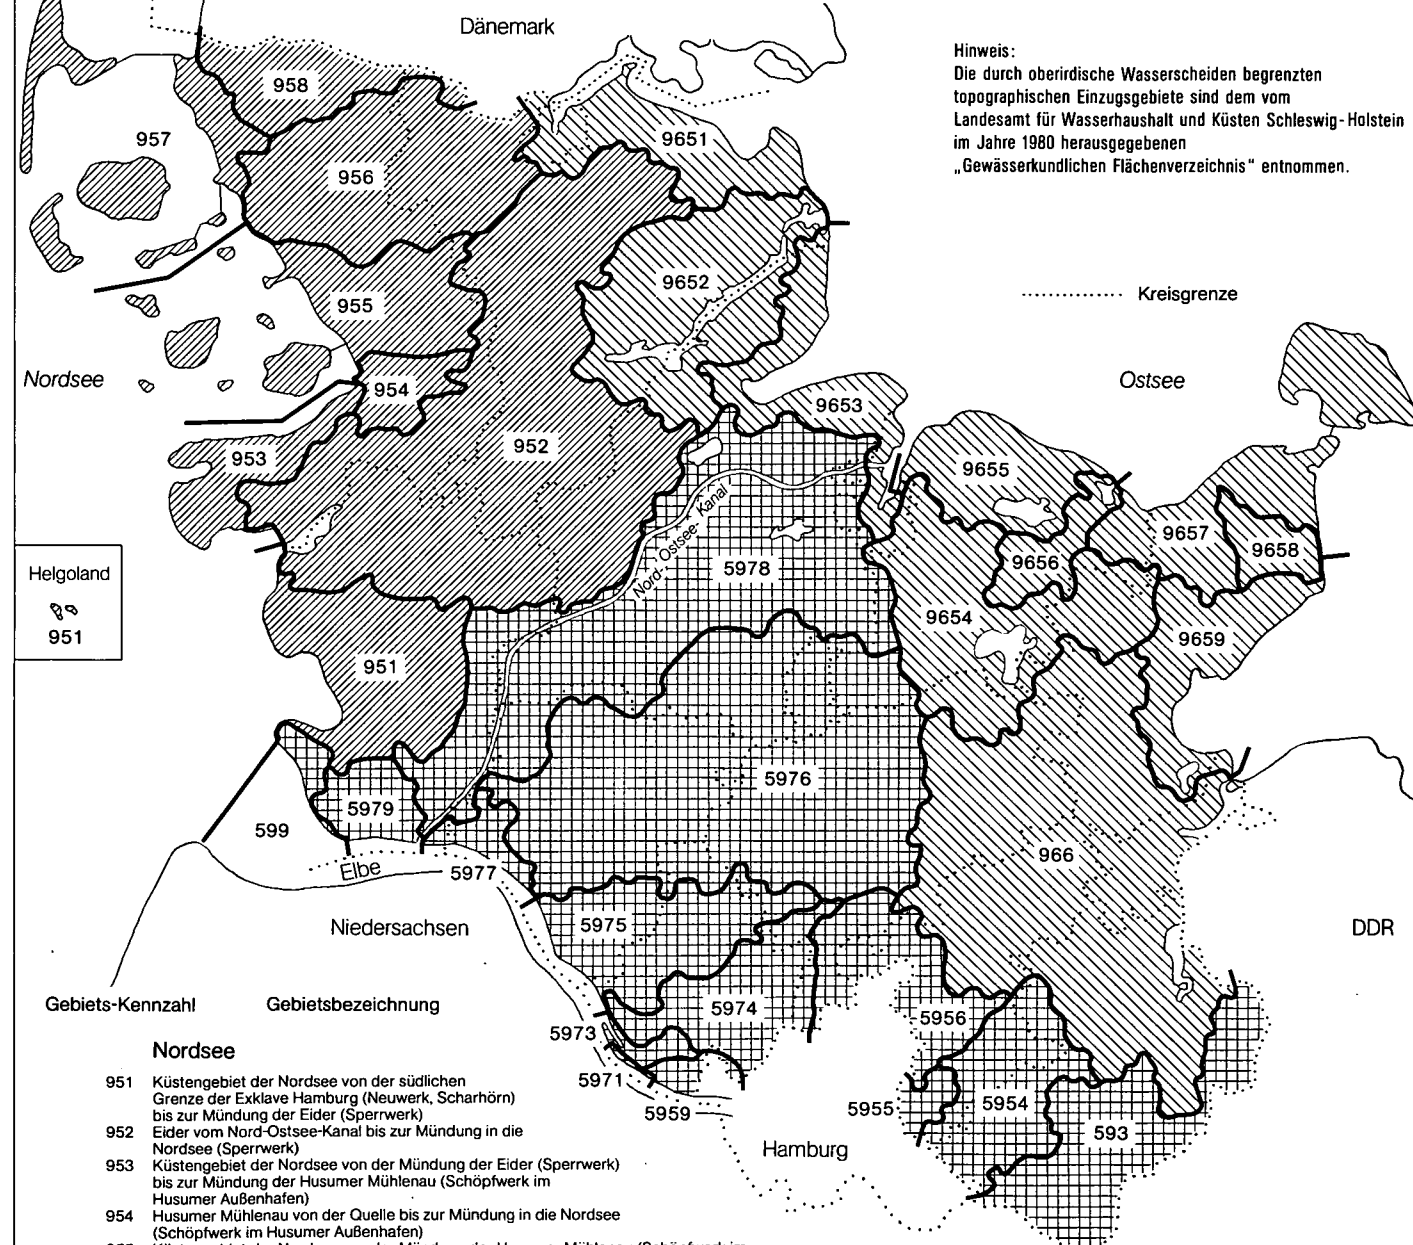 Dänemark
Hinweis:
Die durch oberirdische Wasserscheiden begrenzten
topographischen Einzugsgebiete sind dem vom
Landesamt für Wasserhaushalt und Küsten Schleswig-Holstein
im Jahre 1980 herausgegebenen
„Gewässerkundlichen Flächenverzeichnis“ entnommen.
958
957
9651
956
9652
955
Kreisgrenze
Nordsee
Ostsee
954
9653
952
953
9655
Nord-Ostsee-Kanal
9657
9658
9656
5978
Helgoland
951
9654
9659
951
5976
5979
599
966
Elbe
5977
Niedersachsen
5975
DDR
Gebiets-Kennzahl Gebietsbezeichnung
5974
5956
5973
Nordsee
5971
5955
5954
5959
593
Hamburg
951 Küstengebiet der Nordsee von der südlichen
Grenze der Exklave Hamburg (Neuwerk, Scharhörn)
bis zur Mündung der Eider (Sperrwerk)
952 Eider vom Nord-Ostsee-Kanal bis zur Mündung in die
Nordsee (Sperrwerk)
953 Küstengebiet der Nordsee von der Mündung der Eider (Sperrwerk)
bis zur Mündung der Husumer Mühlenau (Schöpfwerk im
Husumer Außenhafen)
954 Husumer Mühlenau von der Quelle bis zur Mündung in die Nordsee
(Schöpfwerk im Husumer Außenhafen)